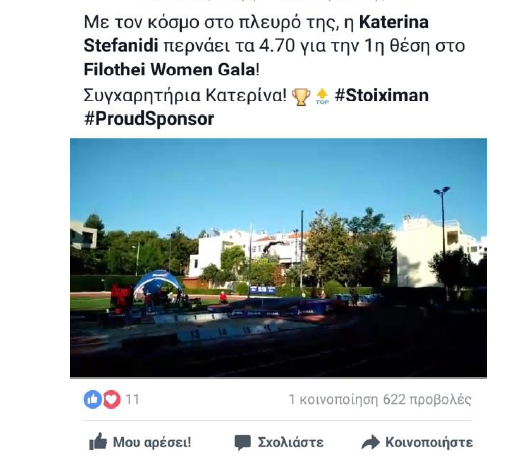 Με τον κόσμο στο πλευρό της, η Katerina
Stefanidi περνάει τα 4.70 για την 1η θέση στο
Filothei Women Gala!
Συγχαρητήρια Κατερίνα! 🏆 🔝 #Stoiximan
#ProudSponsor
11
1 κοινοποίηση 622 προβολές
Μου αρέσει! Σχολιάστε Κοινοποιήστε